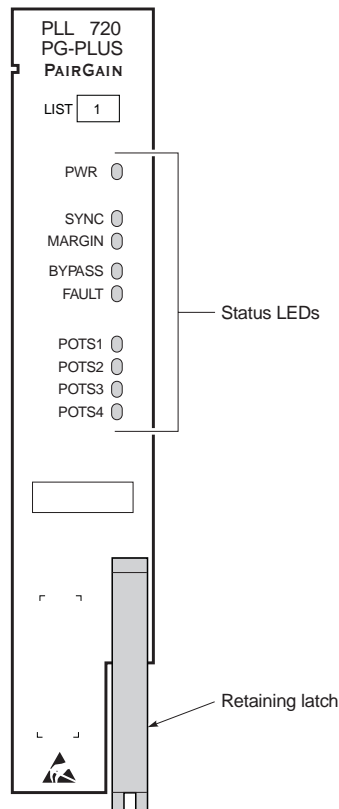 PLL 720
PG-PLUS
PAIRGAIN
LIST 1
PWR
SYNC
MARGIN
BYPASS
FAULT
Status LEDs
POTS1
POTS2
POTS3
POTS4
Retaining latch